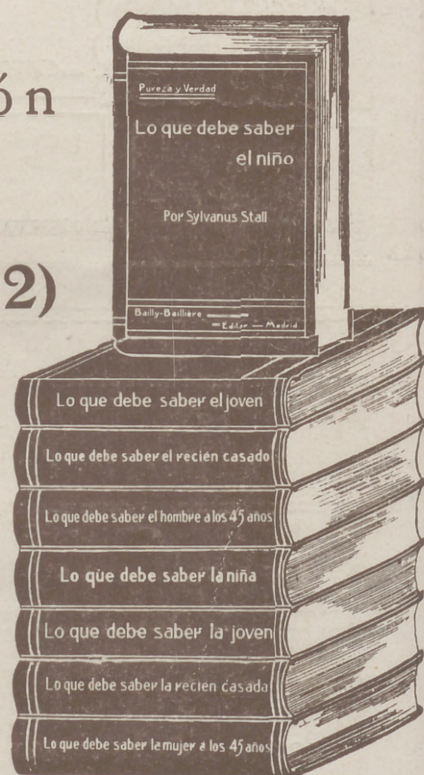 ón
2)
Pureza y Verdad
Lo que debe saber
el niño
Por Sylvanus Stall
Bailly-Bailliere
Editor — Madrid
Lo que debe saber el joven
Lo que debe saber el recién casado
Lo que debe saber el hombre a los 45 años
Lo que debe saber la niña
Lo que debe saber la joven
Lo que debe saber la recien casada
Lo que debe saber la mujer a los 45 años